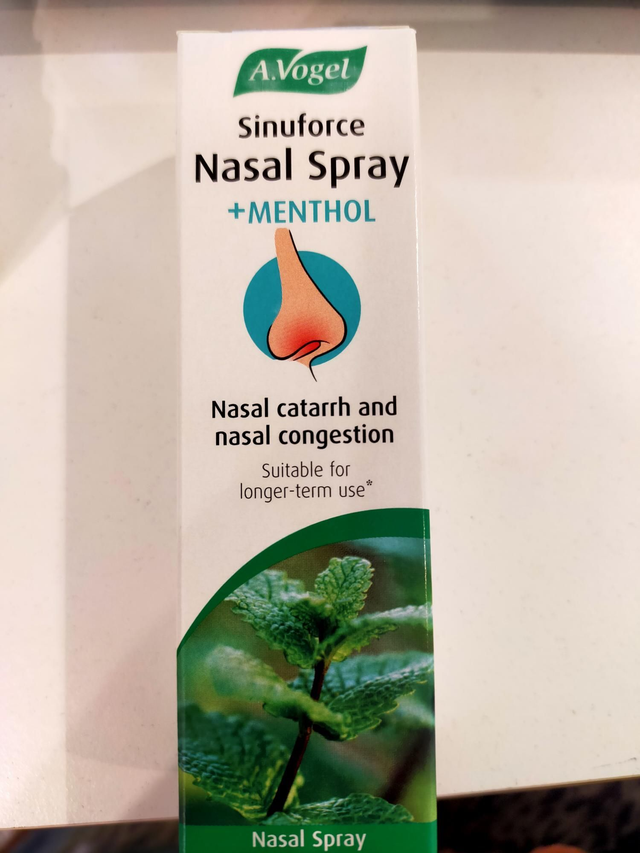 A.Vogel
Sinuforce
Nasal Spray
+MENTHOL
Nasal catarrh and
nasal congestion
Suitable for
longer-term use*
Nasal Spray